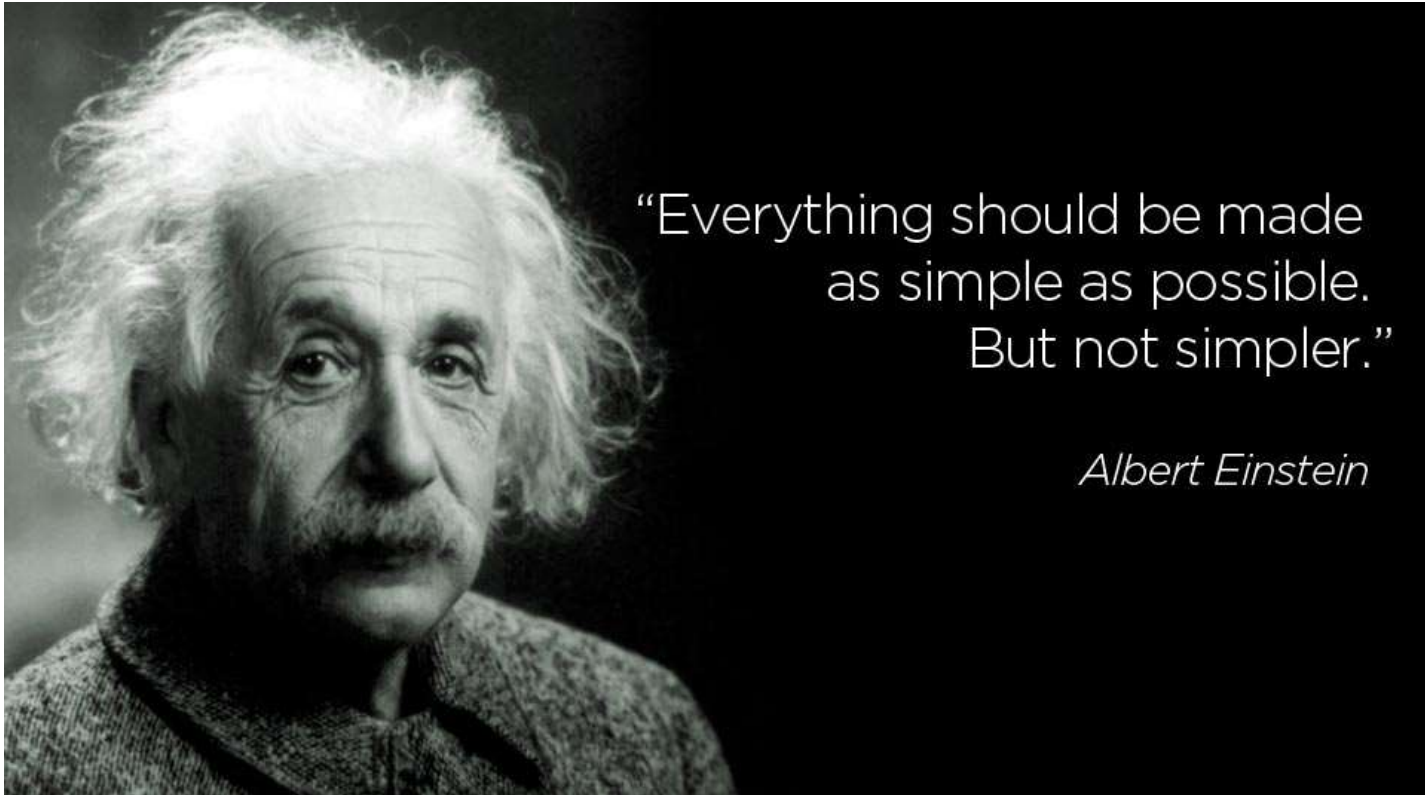 “Everything should be made
as simple as possible.
But not simpler.”
Albert Einstein